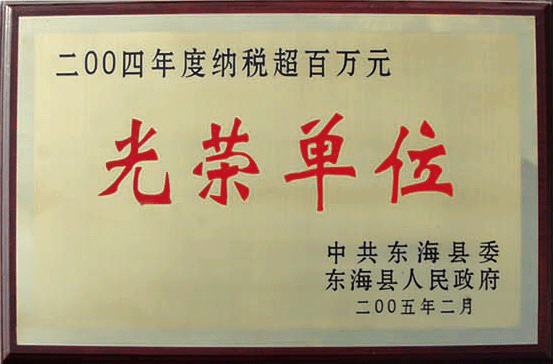 二00四年度纳税超百万元
光荣单位
中共东海县委
东海县人民政府
二00五年二月